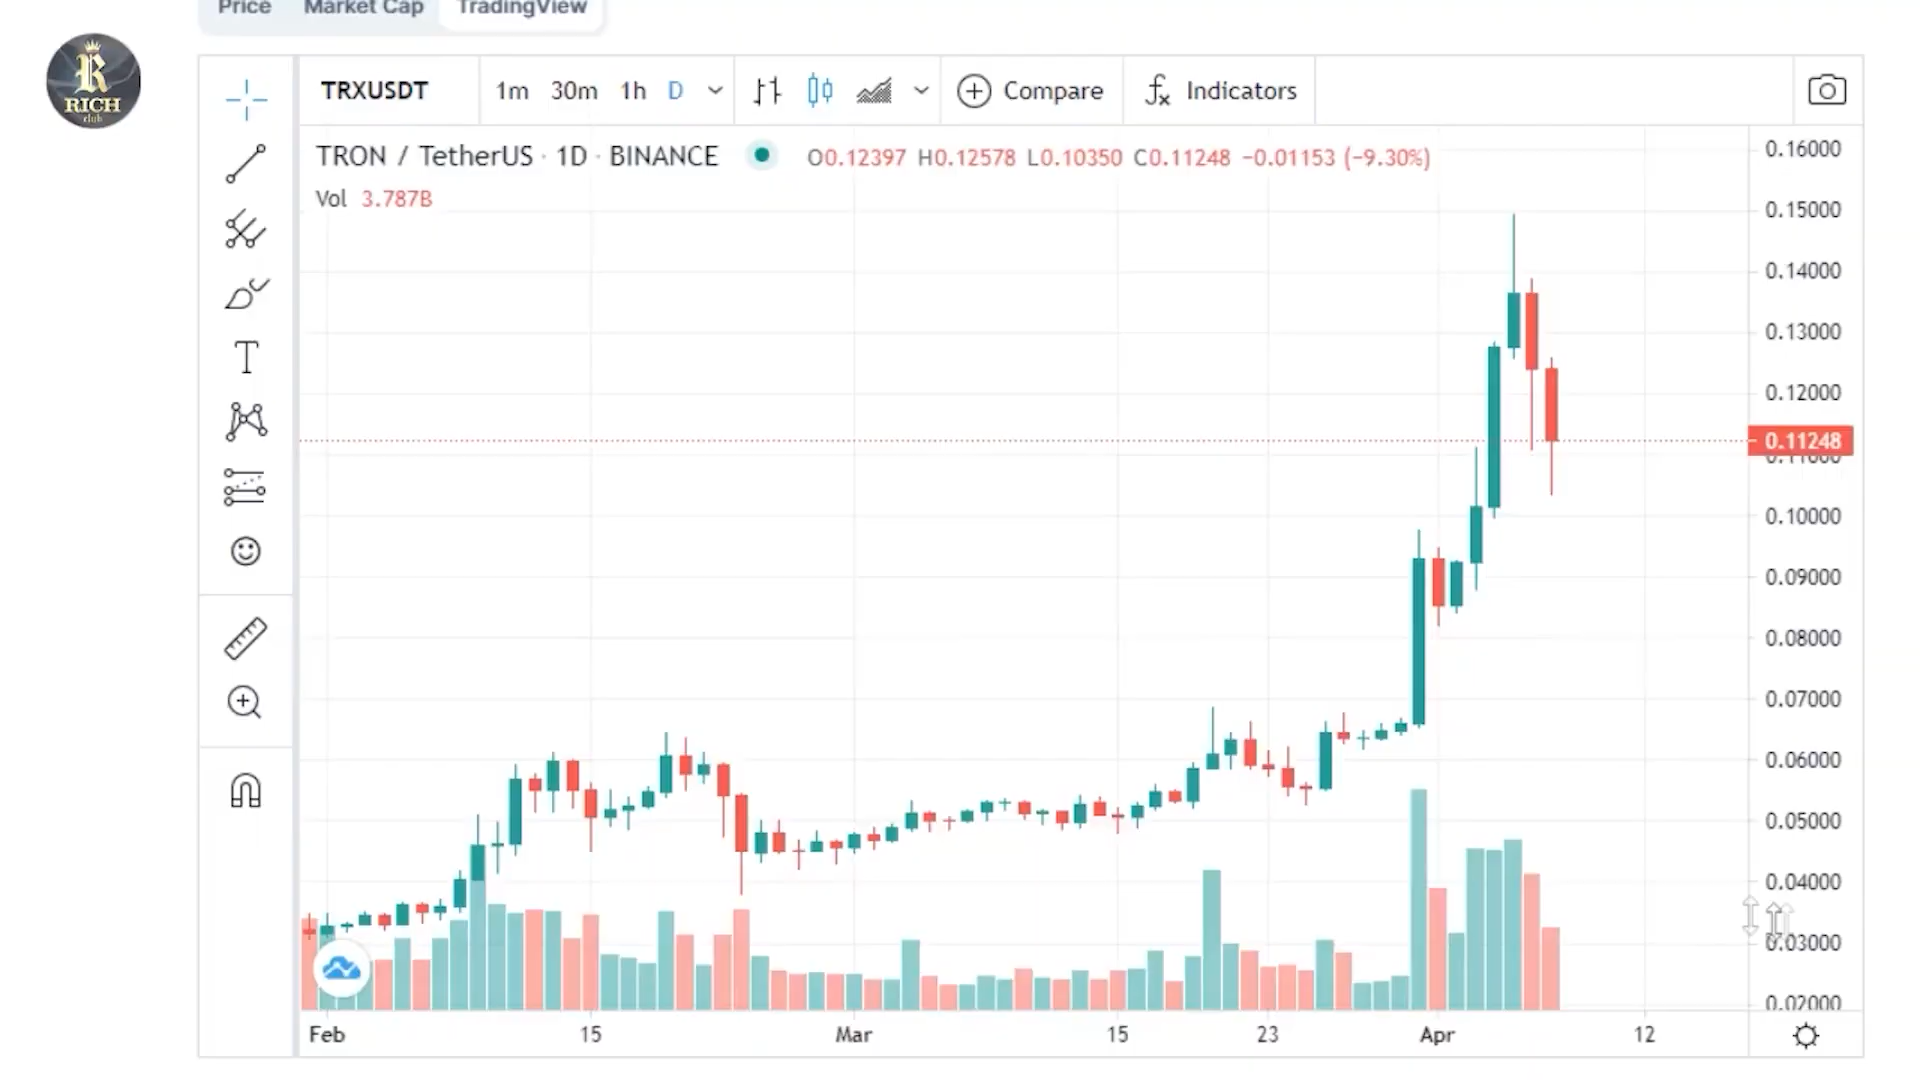 Price Market Cap TradingView
R
RICH
club
TRXUSDT 1m 30m 1h D Compare Indicators
TRON / TetherUS · 1D · BINANCE O0.12397 H0.12578 L0.10350 C0.11248 −0.01153 (−9.30%)
Vol 3.787B
0.16000
0.15000
0.14000
0.13000
0.12000
0.11248
0.11000
0.10000
0.09000
0.08000
0.07000
0.06000
0.05000
0.04000
0.03000
0.02000
Feb 15 Mar 15 23 Apr 12